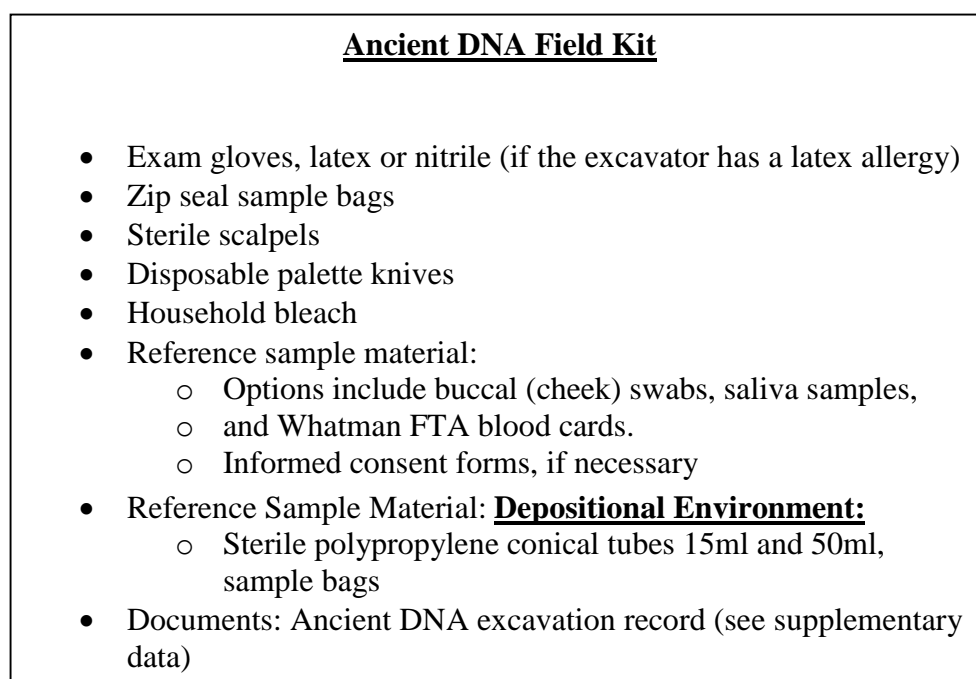 Ancient DNA Field Kit
• Exam gloves, latex or nitrile (if the excavator has a latex allergy)
• Zip seal sample bags
• Sterile scalpels
• Disposable palette knives
• Household bleach
• Reference sample material:
o Options include buccal (cheek) swabs, saliva samples,
o and Whatman FTA blood cards.
o Informed consent forms, if necessary
• Reference Sample Material: Depositional Environment:
o Sterile polypropylene conical tubes 15ml and 50ml,
sample bags
• Documents: Ancient DNA excavation record (see supplementary
data)